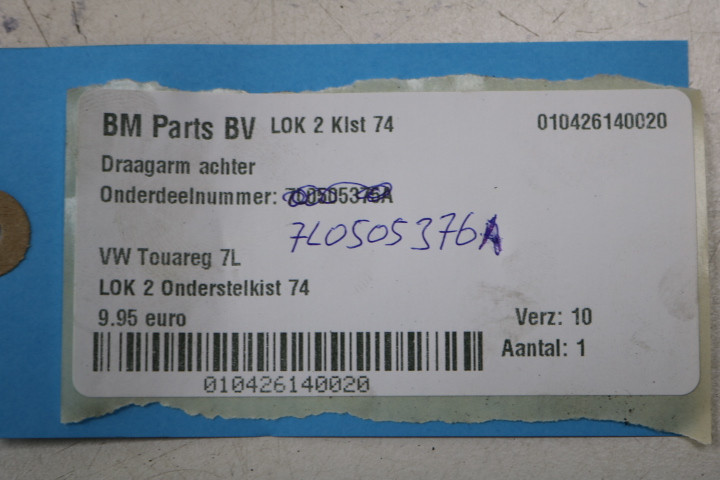 BM Parts BV LOK 2 Kist 74 010426140020
Draagarm achter
Onderdeelnummer: 7L0505376A
7L0505376A
VW Touareg 7L
LOK 2 Onderstelkist 74
9.95 euro Verz: 10
Aantal: 1
010426140020